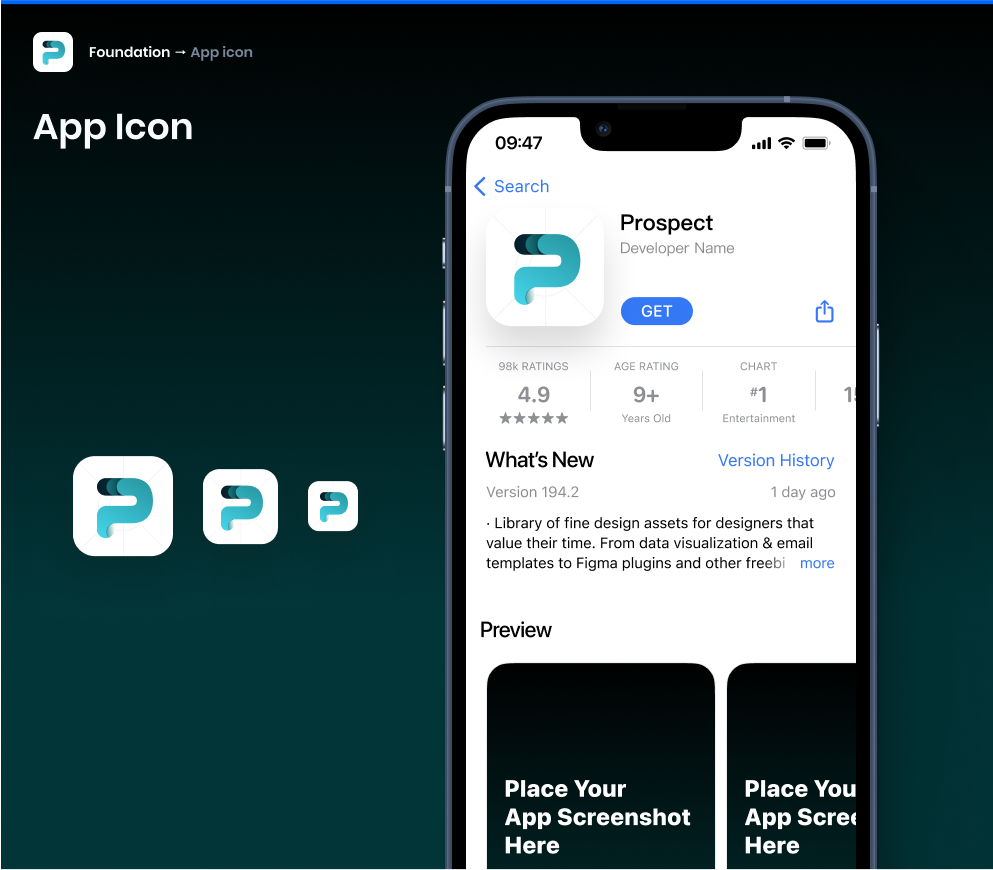 Foundation → App icon
App Icon
09:47
Search
Prospect
Developer Name
GET
98k RATINGS
4.9
AGE RATING
9+
Years Old
CHART
#1
Entertainment
What's New
Version History
Version 194.2
1 day ago
· Library of fine design assets for designers that
value their time. From data visualization & email
templates to Figma plugins and other freebi more
Preview
Place Your
App Screenshot
Here
Place You
App Scree
Here